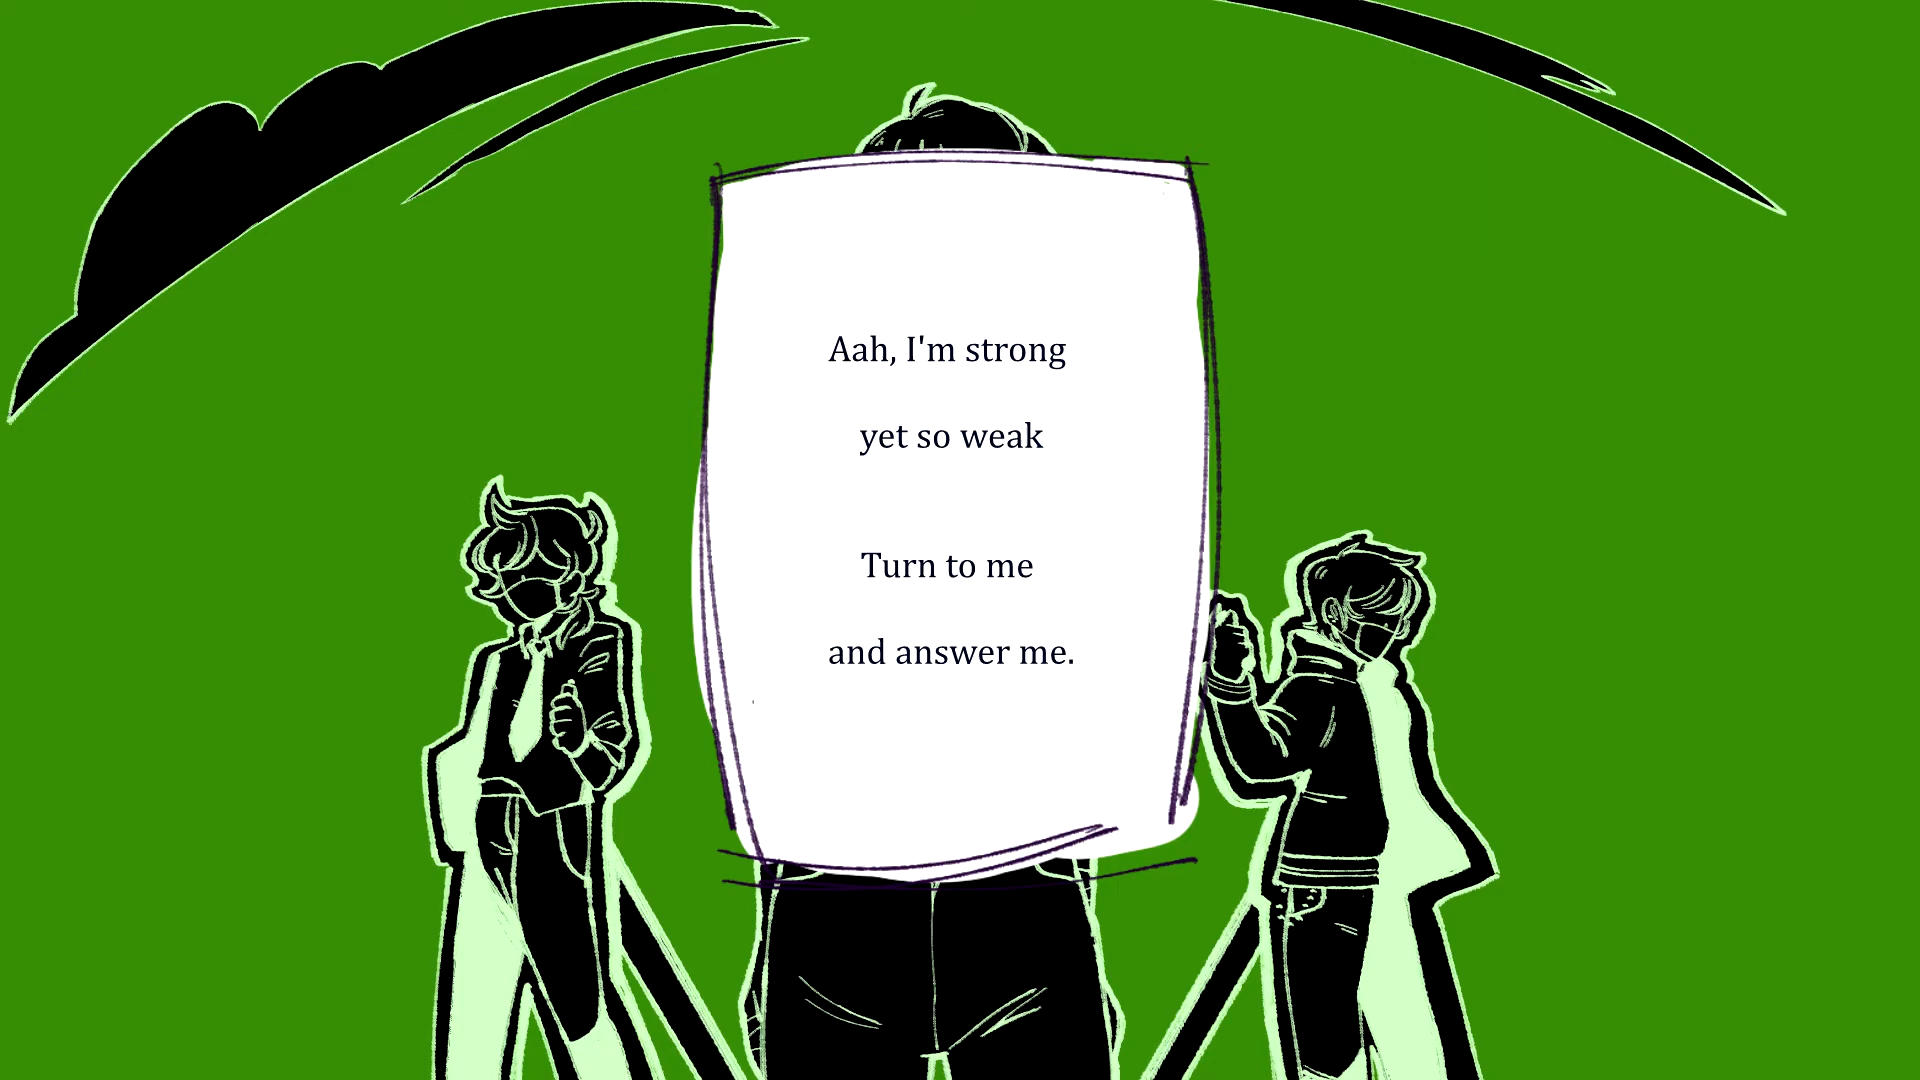 Aah, I'm strong
yet so weak
Turn to me
and answer me.